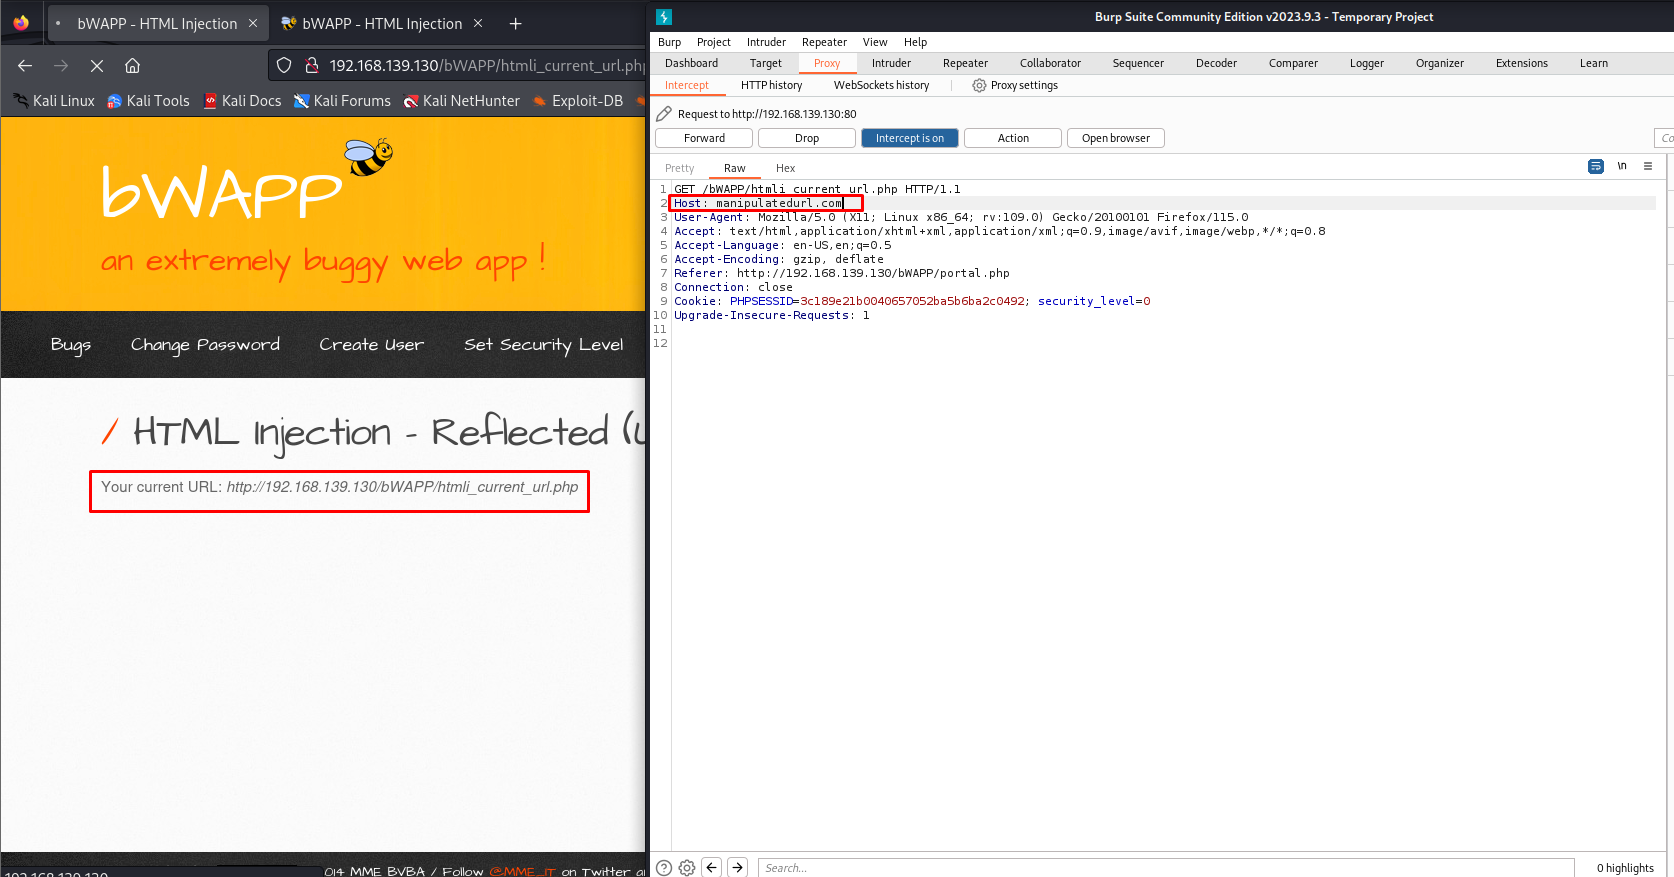 bWAPP - HTML Injection
bWAPP - HTML Injection
192.168.139.130/bWAPP/htmli_current_url.php
Kali Linux Kali Tools Kali Docs Kali Forums Kali NetHunter Exploit-DB
bWAPP
an extremely buggy web app !
Bugs Change Password Create User Set Security Level
/ HTML Injection - Reflected (U
Your current URL: http://192.168.139.130/bWAPP/htmli_current_url.php
014 MME BVBA / Follow @MME_IT on Twitter a
192.168.139.130
Burp Suite Community Edition v2023.9.3 - Temporary Project
Burp Project Intruder Repeater View Help
Dashboard Target Proxy Intruder Repeater Collaborator Sequencer Decoder Comparer Logger Organizer Extensions Learn
Intercept HTTP history WebSockets history Proxy settings
Request to http://192.168.139.130:80
Forward Drop Intercept is on Action Open browser Co
Pretty Raw Hex \n
1 GET /bWAPP/htmli_current_url.php HTTP/1.1
2 Host: manipulatedurl.com
3 User-Agent: Mozilla/5.0 (X11; Linux x86_64; rv:109.0) Gecko/20100101 Firefox/115.0
4 Accept: text/html,application/xhtml+xml,application/xml;q=0.9,image/avif,image/webp,*/*;q=0.8
5 Accept-Language: en-US,en;q=0.5
6 Accept-Encoding: gzip, deflate
7 Referer: http://192.168.139.130/bWAPP/portal.php
8 Connection: close
9 Cookie: PHPSESSID=3c189e21b0040657052ba5b6ba2c0492; security_level=0
10 Upgrade-Insecure-Requests: 1
11
12
Search...
0 highlights